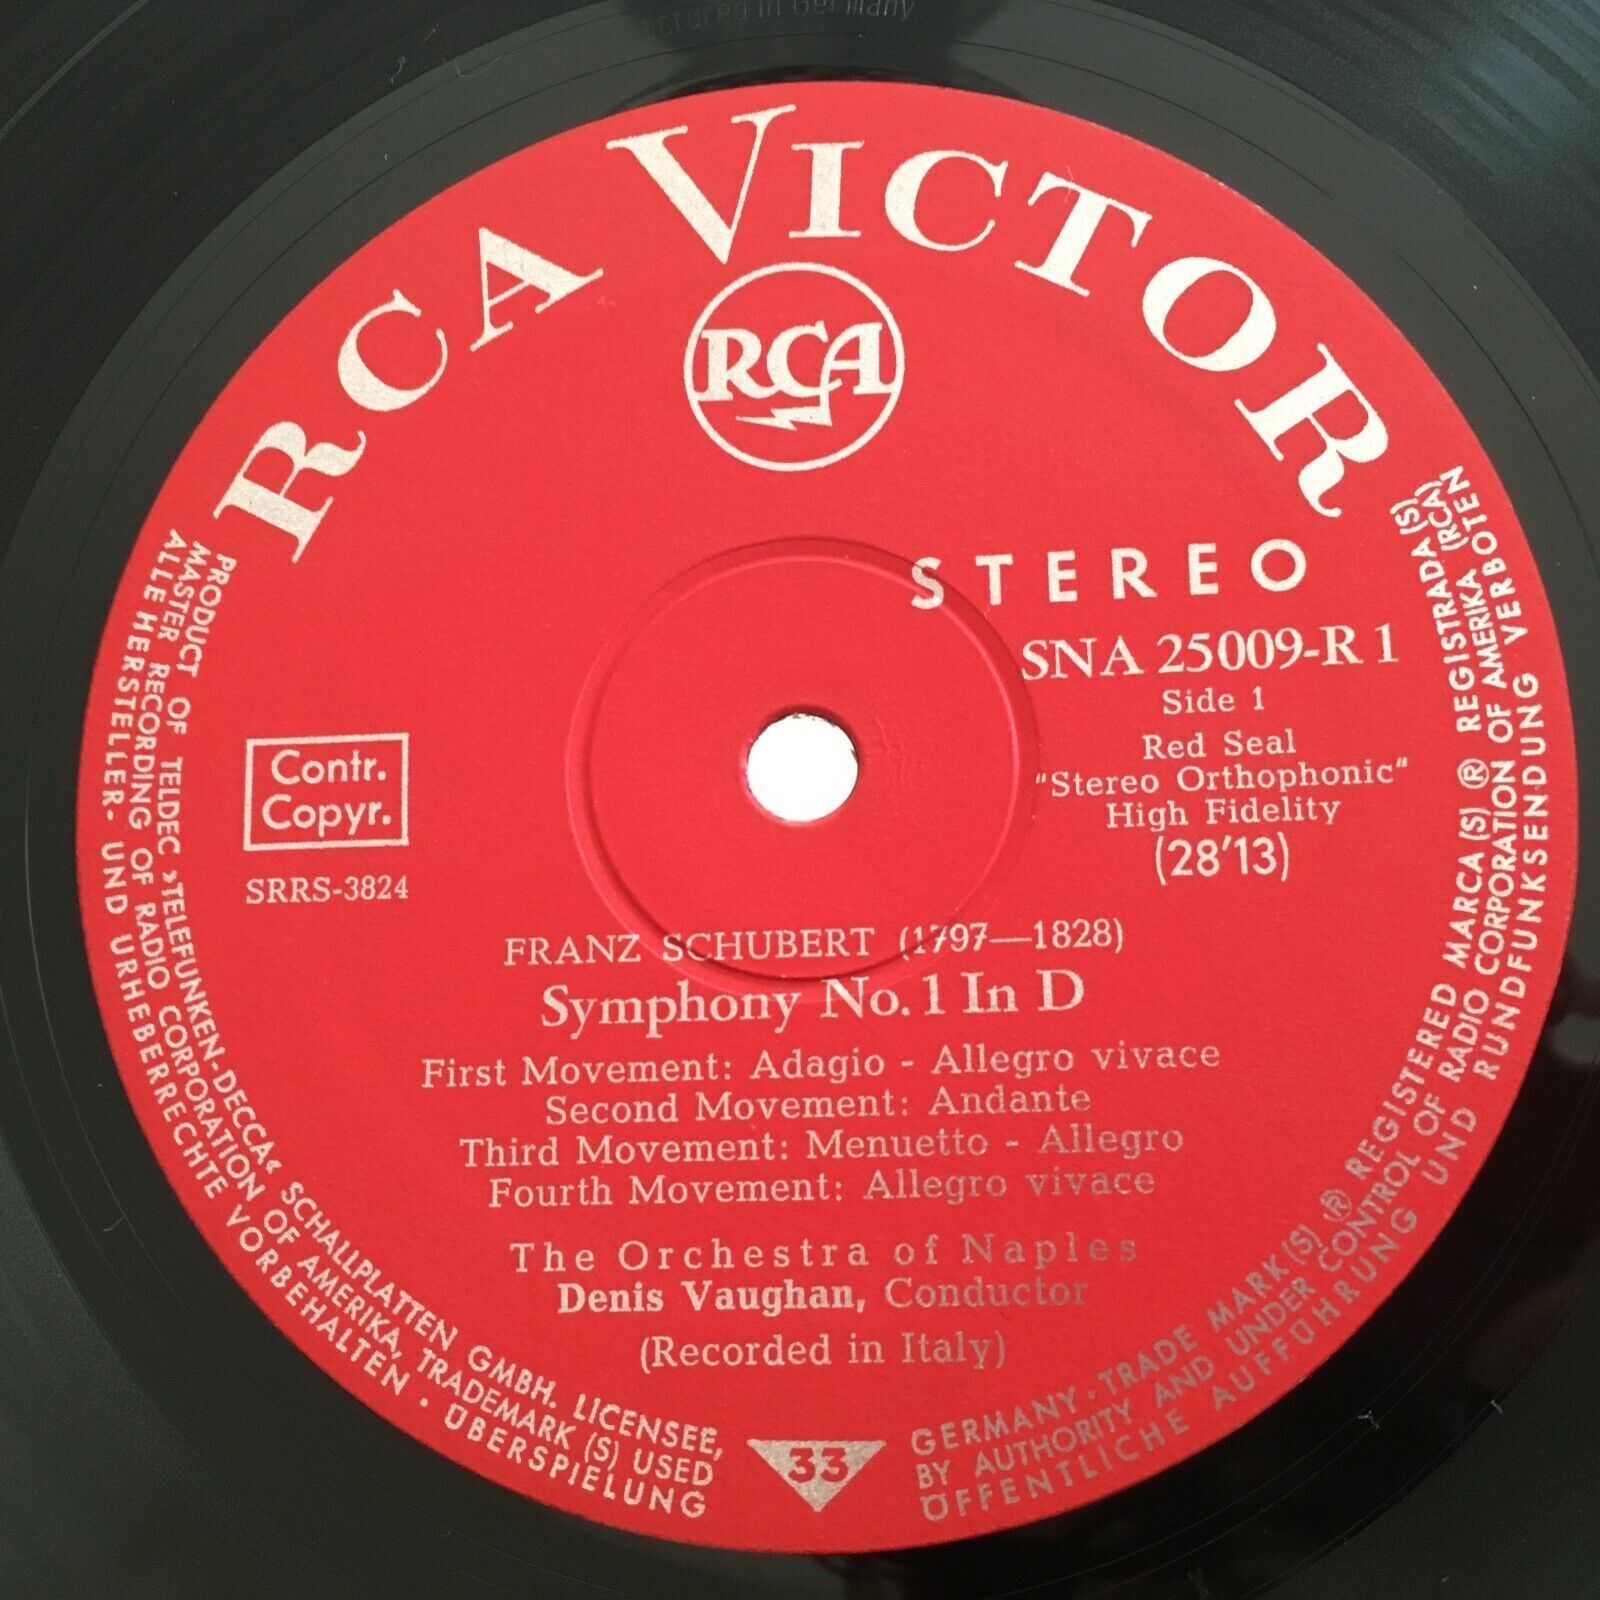 in Germany
RCA VICTOR
RCA
STEREO
SNA 25009-R 1
Side 1
Red Seal
"Stereo Orthophonic"
High Fidelity
(28'13)
Contr.
Copyr.
SRRS-3824
FRANZ SCHUBERT (1797—1828)
Symphony No. 1 In D
First Movement: Adagio - Allegro vivace
Second Movement: Andante
Third Movement: Menuetto - Allegro
Fourth Movement: Allegro vivace
The Orchestra of Naples
Denis Vaughan, Conductor
(Recorded in Italy)
33
PRODUCT OF TELDEC »TELEFUNKEN-DECCA« SCHALLPLATTEN GMBH. LICENSEE,
MASTER RECORDING OF RADIO CORPORATION OF AMERIKA, TRADEMARK (S) USED
ALLE HERSTELLER- UND URHEBERRECHTE VORBEHALTEN · ÜBERSPIELUNG
GERMANY · TRADE MARK (S) ® REGISTERED MARCA (S) ® REGISTRADA (S)
BY AUTHORITY AND UNDER CONTROL OF RADIO CORPORATION OF AMERIKA (RCA)
ÖFFENTLICHE AUFFÜHRUNG UND RUNDFUNKSENDUNG VERBOTEN